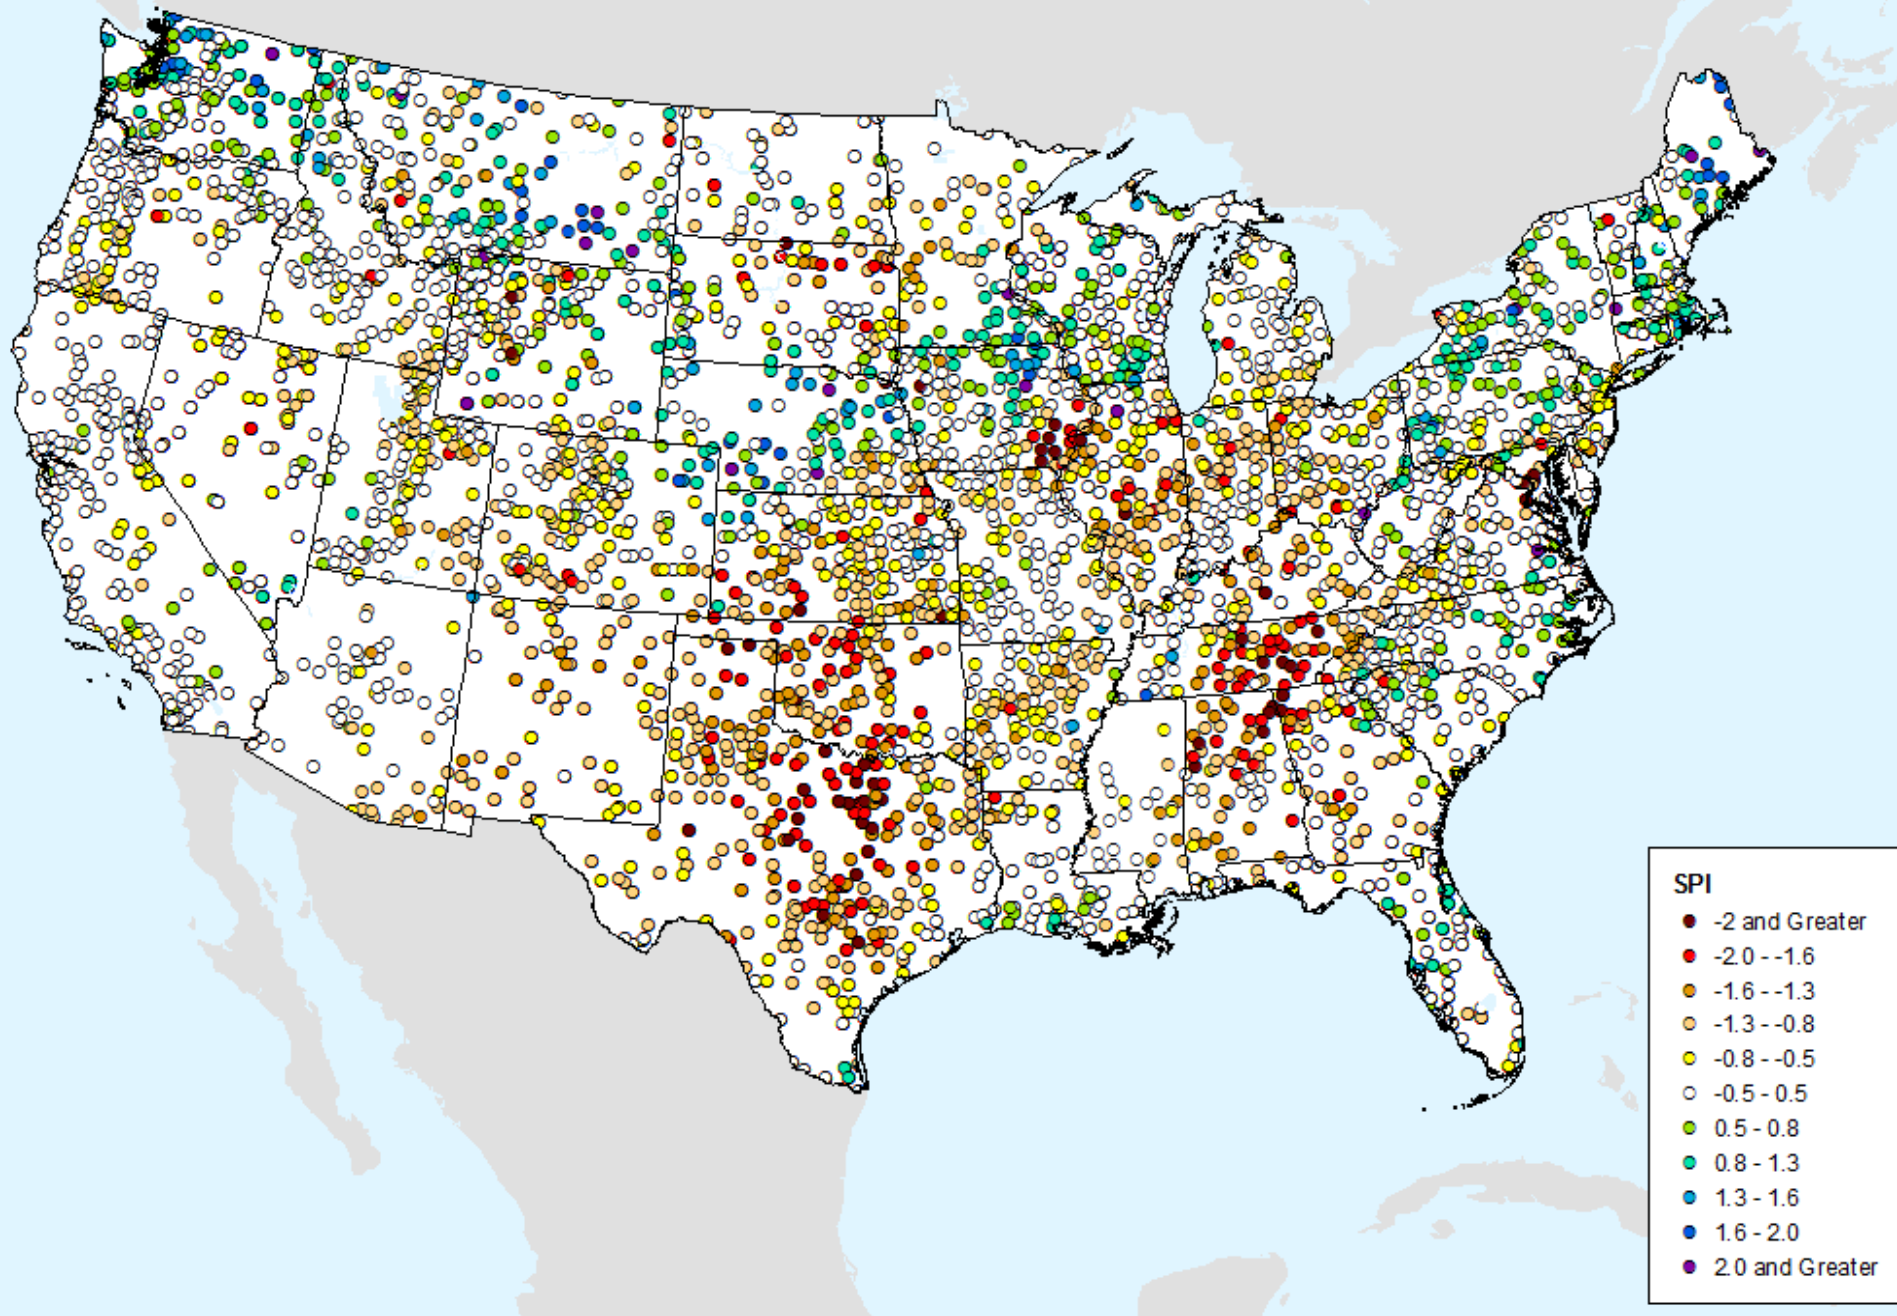 SPI
-2 and Greater
-2.0 - -1.6
-1.6 - -1.3
-1.3 - -0.8
-0.8 - -0.5
-0.5 - 0.5
0.5 - 0.8
0.8 - 1.3
1.3 - 1.6
1.6 - 2.0
2.0 and Greater